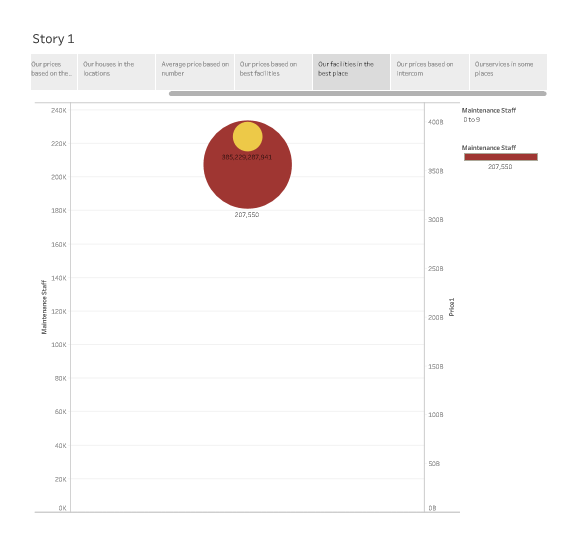 Story 1
Our prices
based on the...
Our houses in the
locations
Average price based on
number
Our prices based on
best facilities
Our facilities in the
best place
Our prices based on
Intercom
Ourservices in some
places
Maintenance Staff
0 to 9
Maintenance Staff
207,550
240K
220K
200K
180K
160K
140K
120K
100K
80K
60K
40K
20K
0K
Maintenance Staff
385,229,287,941
207,550
400B
350B
300B
250B
200B
150B
100B
50B
0B
Price1